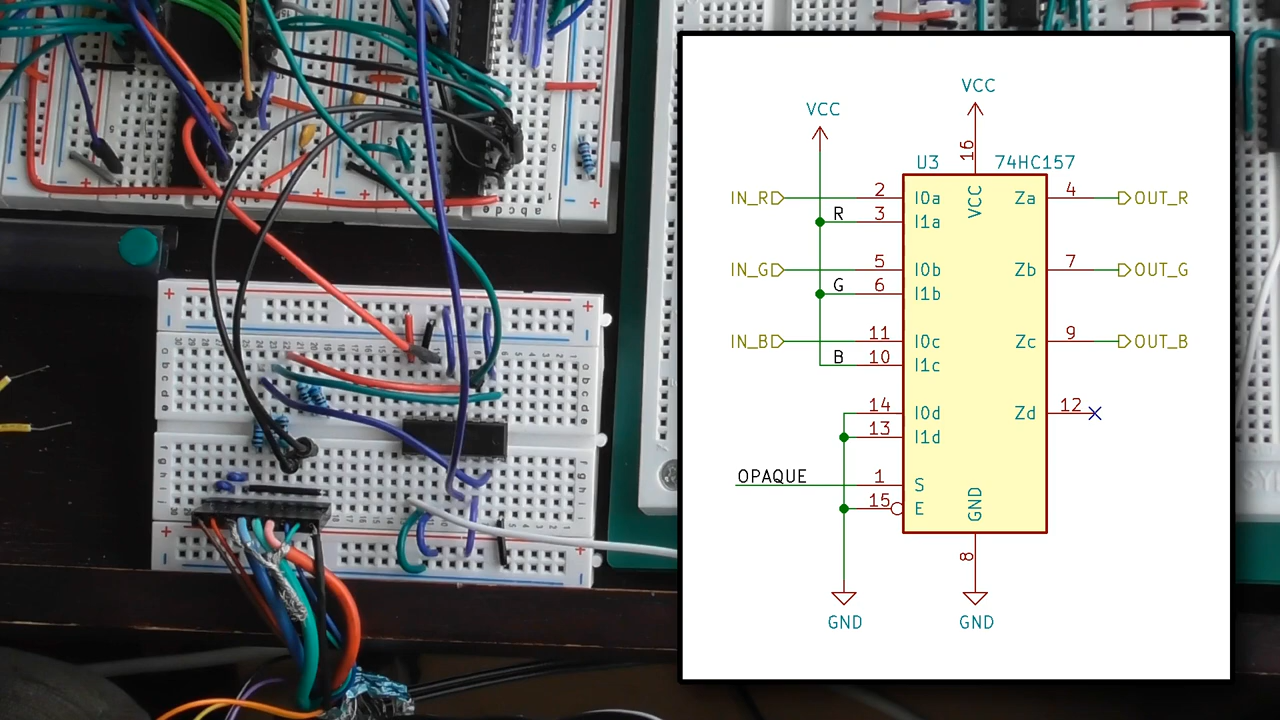 VCC
VCC
16
U3 74HC157
IN_R 2 I0a VCC Za 4 OUT_R
R 3 I1a
IN_G 5 I0b Zb 7 OUT_G
G 6 I1b
IN_B 11 I0c Zc 9 OUT_B
B 10 I1c
14 I0d Zd 12
13 I1d
OPAQUE 1 S
15 E GND
8
GND GND